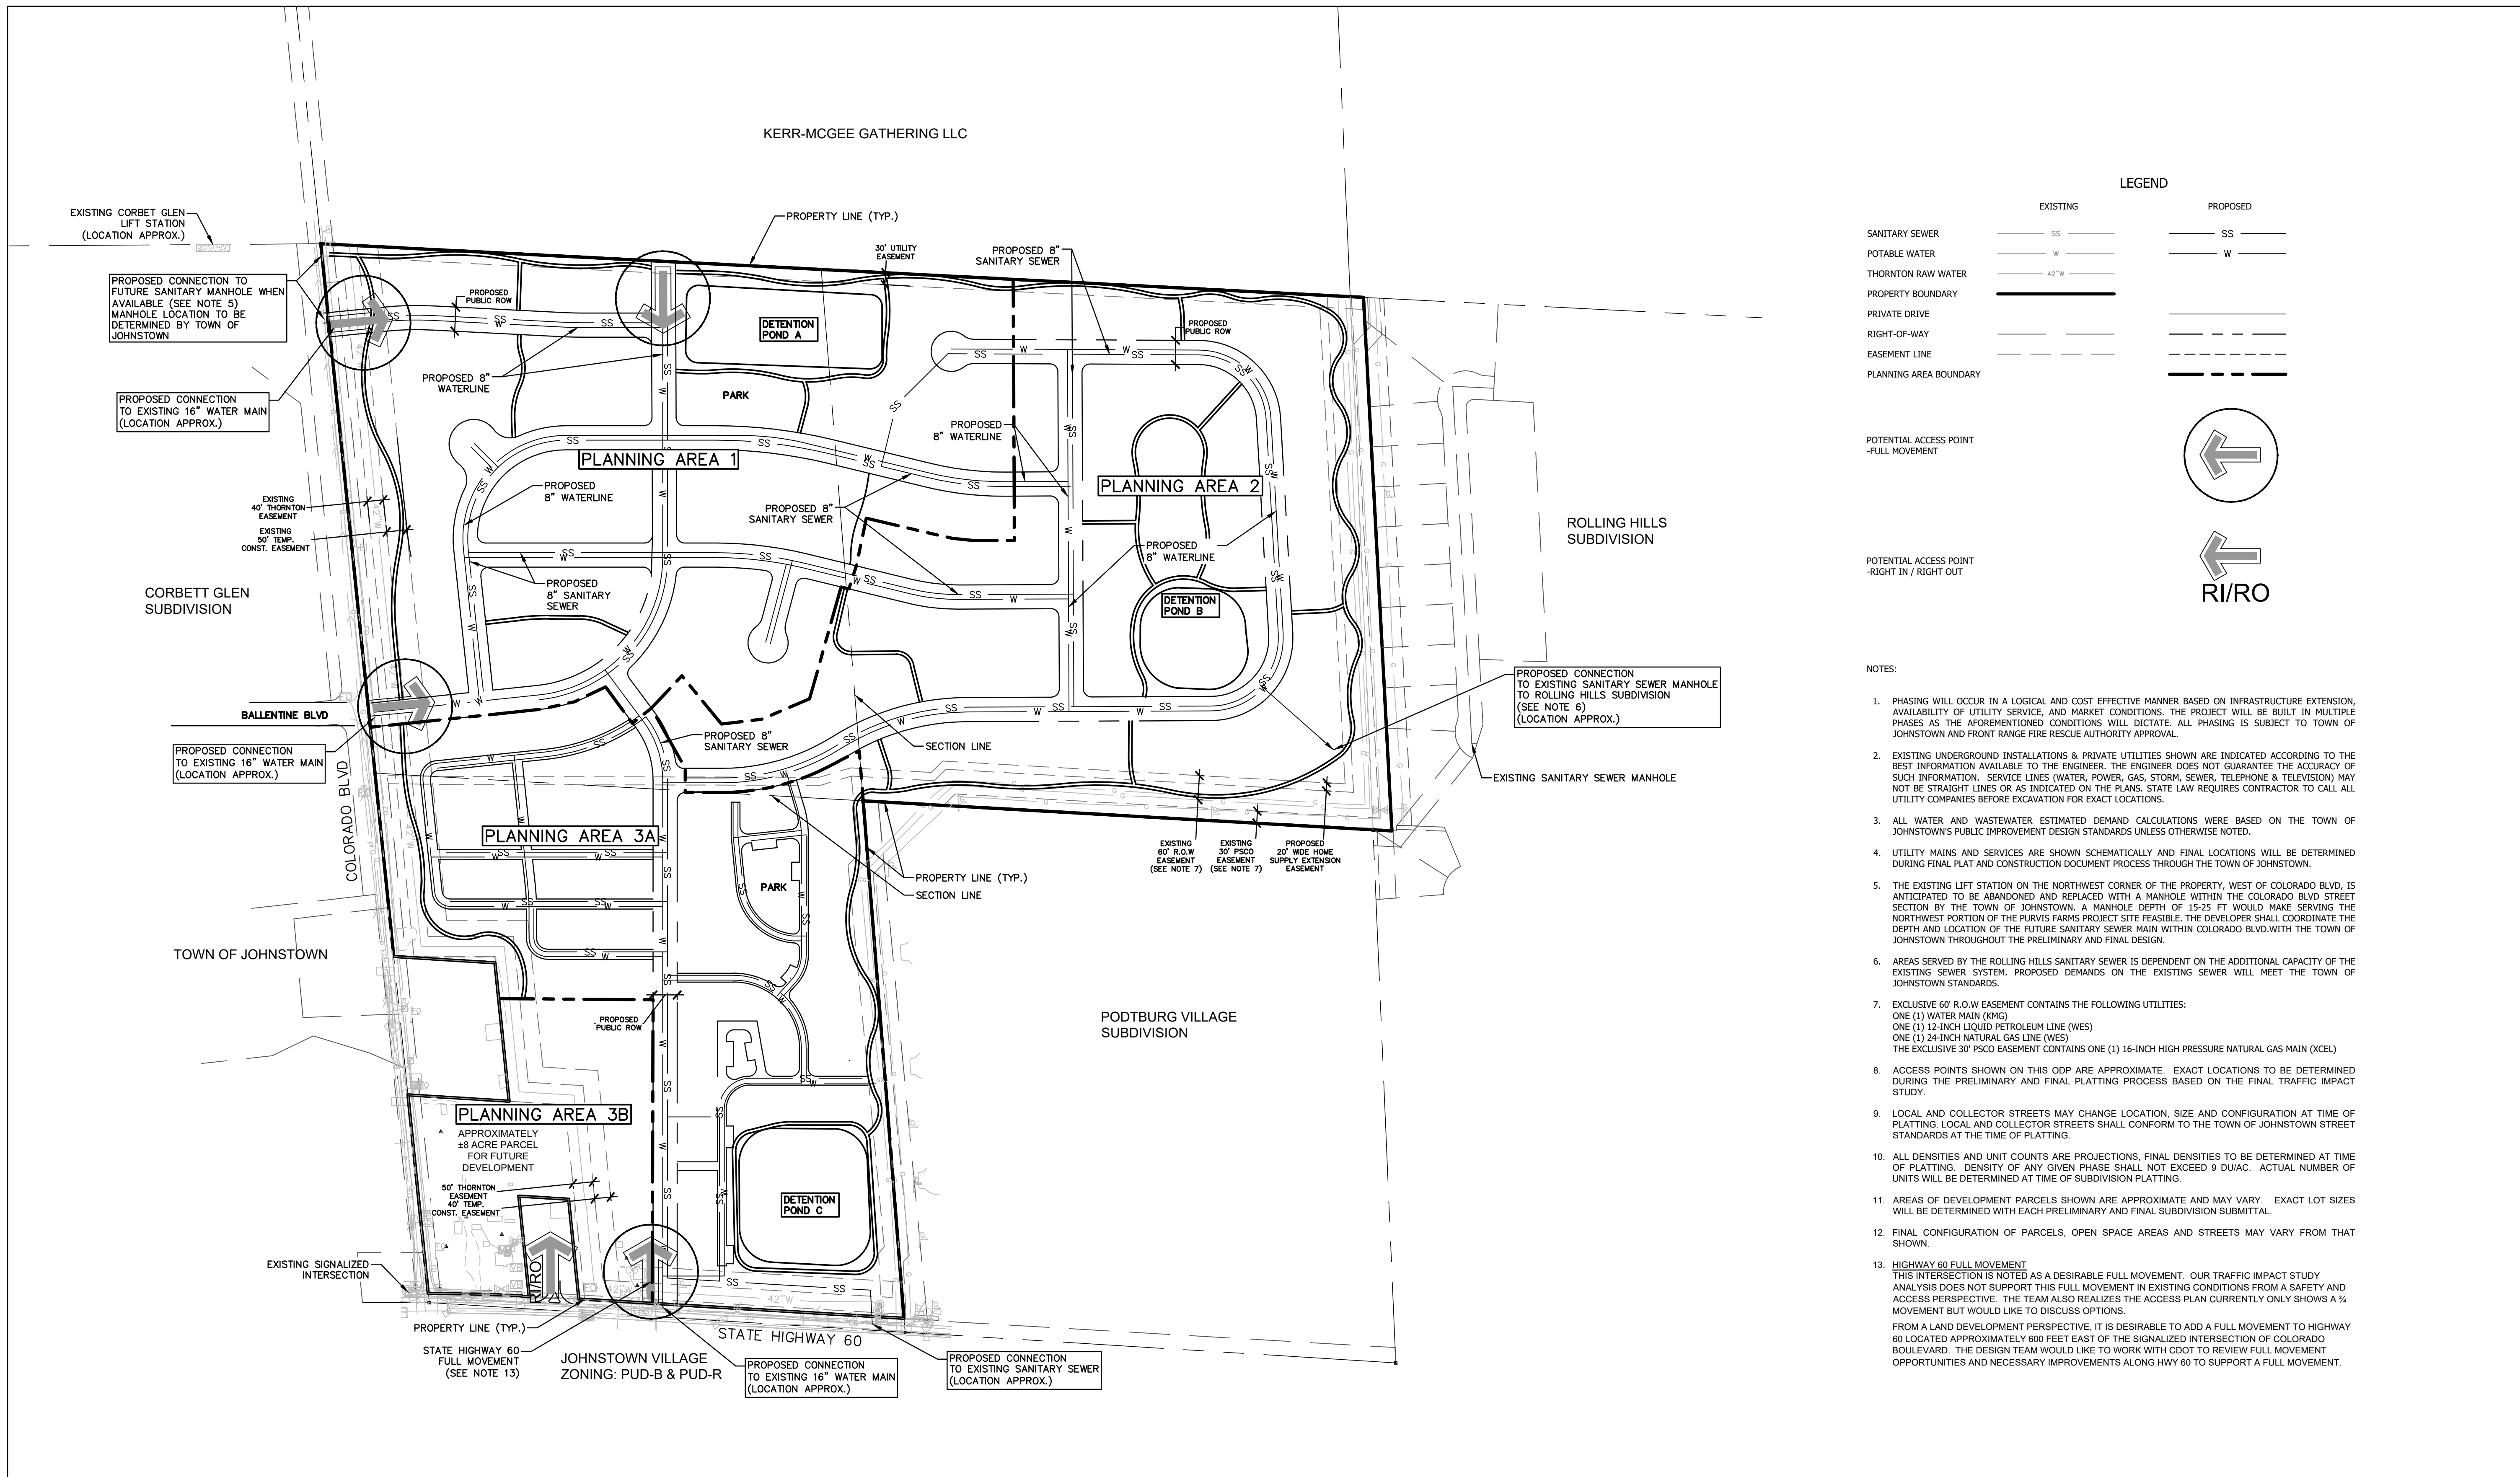 KERR-MCGEE GATHERING LLC
EXISTING CORBET GLEN
LIFT STATION
(LOCATION APPROX.)
PROPERTY LINE (TYP.)
30' UTILITY
EASEMENT
PROPOSED 8"
SANITARY SEWER
PROPOSED CONNECTION TO
FUTURE SANITARY MANHOLE WHEN
AVAILABLE (SEE NOTE 5)
MANHOLE LOCATION TO BE
DETERMINED BY TOWN OF
JOHNSTOWN
PROPOSED
PUBLIC ROW
DETENTION
POND A
PROPOSED
PUBLIC ROW
PROPOSED 8"
WATERLINE
PARK
PROPOSED CONNECTION
TO EXISTING 16" WATER MAIN
(LOCATION APPROX.)
PROPOSED
8" WATERLINE
PLANNING AREA 1
PLANNING AREA 2
PROPOSED
8" WATERLINE
EXISTING
40' THORNTON
EASEMENT
EXISTING
50' TEMP.
CONST. EASEMENT
PROPOSED 8"
SANITARY SEWER
PROPOSED
8" WATERLINE
ROLLING HILLS
SUBDIVISION
CORBETT GLEN
SUBDIVISION
PROPOSED
8" SANITARY
SEWER
DETENTION
POND B
BALLENTINE BLVD
PROPOSED CONNECTION
TO EXISTING SANITARY SEWER MANHOLE
TO ROLLING HILLS SUBDIVISION
(SEE NOTE 6)
(LOCATION APPROX.)
PROPOSED 8"
SANITARY SEWER
SECTION LINE
PROPOSED CONNECTION
TO EXISTING 16" WATER MAIN
(LOCATION APPROX.)
EXISTING SANITARY SEWER MANHOLE
COLORADO BLVD
PLANNING AREA 3A
EXISTING
60' R.O.W
EASEMENT
(SEE NOTE 7)
EXISTING
30' PSCO
EASEMENT
(SEE NOTE 7)
PROPOSED
20' WIDE HOME
SUPPLY EXTENSION
EASEMENT
PARK
PROPERTY LINE (TYP.)
SECTION LINE
TOWN OF JOHNSTOWN
PROPOSED
PUBLIC ROW
PODTBURG VILLAGE
SUBDIVISION
PLANNING AREA 3B
APPROXIMATELY
±8 ACRE PARCEL
FOR FUTURE
DEVELOPMENT
50' THORNTON
EASEMENT
40' TEMP.
CONST. EASEMENT
DETENTION
POND C
EXISTING SIGNALIZED
INTERSECTION
RI/RO
42"W
PROPERTY LINE (TYP.)
STATE HIGHWAY 60
STATE HIGHWAY 60
FULL MOVEMENT
(SEE NOTE 13)
JOHNSTOWN VILLAGE
ZONING: PUD-B & PUD-R
PROPOSED CONNECTION
TO EXISTING 16" WATER MAIN
(LOCATION APPROX.)
PROPOSED CONNECTION
TO EXISTING SANITARY SEWER
(LOCATION APPROX.)
LEGEND
EXISTING PROPOSED
SANITARY SEWER SS SS
POTABLE WATER W W
THORNTON RAW WATER 42"W
PROPERTY BOUNDARY
PRIVATE DRIVE
RIGHT-OF-WAY
EASEMENT LINE
PLANNING AREA BOUNDARY
POTENTIAL ACCESS POINT
-FULL MOVEMENT
POTENTIAL ACCESS POINT
-RIGHT IN / RIGHT OUT
RI/RO
NOTES:
1. PHASING WILL OCCUR IN A LOGICAL AND COST EFFECTIVE MANNER BASED ON INFRASTRUCTURE EXTENSION,
AVAILABILITY OF UTILITY SERVICE, AND MARKET CONDITIONS. THE PROJECT WILL BE BUILT IN MULTIPLE
PHASES AS THE AFOREMENTIONED CONDITIONS WILL DICTATE. ALL PHASING IS SUBJECT TO TOWN OF
JOHNSTOWN AND FRONT RANGE FIRE RESCUE AUTHORITY APPROVAL.
2. EXISTING UNDERGROUND INSTALLATIONS & PRIVATE UTILITIES SHOWN ARE INDICATED ACCORDING TO THE
BEST INFORMATION AVAILABLE TO THE ENGINEER. THE ENGINEER DOES NOT GUARANTEE THE ACCURACY OF
SUCH INFORMATION. SERVICE LINES (WATER, POWER, GAS, STORM, SEWER, TELEPHONE & TELEVISION) MAY
NOT BE STRAIGHT LINES OR AS INDICATED ON THE PLANS. STATE LAW REQUIRES CONTRACTOR TO CALL ALL
UTILITY COMPANIES BEFORE EXCAVATION FOR EXACT LOCATIONS.
3. ALL WATER AND WASTEWATER ESTIMATED DEMAND CALCULATIONS WERE BASED ON THE TOWN OF
JOHNSTOWN'S PUBLIC IMPROVEMENT DESIGN STANDARDS UNLESS OTHERWISE NOTED.
4. UTILITY MAINS AND SERVICES ARE SHOWN SCHEMATICALLY AND FINAL LOCATIONS WILL BE DETERMINED
DURING FINAL PLAT AND CONSTRUCTION DOCUMENT PROCESS THROUGH THE TOWN OF JOHNSTOWN.
5. THE EXISTING LIFT STATION ON THE NORTHWEST CORNER OF THE PROPERTY, WEST OF COLORADO BLVD, IS
ANTICIPATED TO BE ABANDONED AND REPLACED WITH A MANHOLE WITHIN THE COLORADO BLVD STREET
SECTION BY THE TOWN OF JOHNSTOWN. A MANHOLE DEPTH OF 15-25 FT WOULD MAKE SERVING THE
NORTHWEST PORTION OF THE PURVIS FARMS PROJECT SITE FEASIBLE. THE DEVELOPER SHALL COORDINATE THE
DEPTH AND LOCATION OF THE FUTURE SANITARY SEWER MAIN WITHIN COLORADO BLVD.WITH THE TOWN OF
JOHNSTOWN THROUGHOUT THE PRELIMINARY AND FINAL DESIGN.
6. AREAS SERVED BY THE ROLLING HILLS SANITARY SEWER IS DEPENDENT ON THE ADDITIONAL CAPACITY OF THE
EXISTING SEWER SYSTEM. PROPOSED DEMANDS ON THE EXISTING SEWER WILL MEET THE TOWN OF
JOHNSTOWN STANDARDS.
7. EXCLUSIVE 60' R.O.W EASEMENT CONTAINS THE FOLLOWING UTILITIES:
ONE (1) WATER MAIN (KMG)
ONE (1) 12-INCH LIQUID PETROLEUM LINE (WES)
ONE (1) 24-INCH NATURAL GAS LINE (WES)
THE EXCLUSIVE 30' PSCO EASEMENT CONTAINS ONE (1) 16-INCH HIGH PRESSURE NATURAL GAS MAIN (XCEL)
8. ACCESS POINTS SHOWN ON THIS ODP ARE APPROXIMATE. EXACT LOCATIONS TO BE DETERMINED
DURING THE PRELIMINARY AND FINAL PLATTING PROCESS BASED ON THE FINAL TRAFFIC IMPACT
STUDY.
9. LOCAL AND COLLECTOR STREETS MAY CHANGE LOCATION, SIZE AND CONFIGURATION AT TIME OF
PLATTING. LOCAL AND COLLECTOR STREETS SHALL CONFORM TO THE TOWN OF JOHNSTOWN STREET
STANDARDS AT THE TIME OF PLATTING.
10. ALL DENSITIES AND UNIT COUNTS ARE PROJECTIONS, FINAL DENSITIES TO BE DETERMINED AT TIME
OF PLATTING. DENSITY OF ANY GIVEN PHASE SHALL NOT EXCEED 9 DU/AC. ACTUAL NUMBER OF
UNITS WILL BE DETERMINED AT TIME OF SUBDIVISION PLATTING.
11. AREAS OF DEVELOPMENT PARCELS SHOWN ARE APPROXIMATE AND MAY VARY. EXACT LOT SIZES
WILL BE DETERMINED WITH EACH PRELIMINARY AND FINAL SUBDIVISION SUBMITTAL.
12. FINAL CONFIGURATION OF PARCELS, OPEN SPACE AREAS AND STREETS MAY VARY FROM THAT
SHOWN.
13. HIGHWAY 60 FULL MOVEMENT
THIS INTERSECTION IS NOTED AS A DESIRABLE FULL MOVEMENT. OUR TRAFFIC IMPACT STUDY
ANALYSIS DOES NOT SUPPORT THIS FULL MOVEMENT IN EXISTING CONDITIONS FROM A SAFETY AND
ACCESS PERSPECTIVE. THE TEAM ALSO REALIZES THE ACCESS PLAN CURRENTLY ONLY SHOWS A ¾
MOVEMENT BUT WOULD LIKE TO DISCUSS OPTIONS.
FROM A LAND DEVELOPMENT PERSPECTIVE, IT IS DESIRABLE TO ADD A FULL MOVEMENT TO HIGHWAY
60 LOCATED APPROXIMATELY 600 FEET EAST OF THE SIGNALIZED INTERSECTION OF COLORADO
BOULEVARD. THE DESIGN TEAM WOULD LIKE TO WORK WITH CDOT TO REVIEW FULL MOVEMENT
OPPORTUNITIES AND NECESSARY IMPROVEMENTS ALONG HWY 60 TO SUPPORT A FULL MOVEMENT.